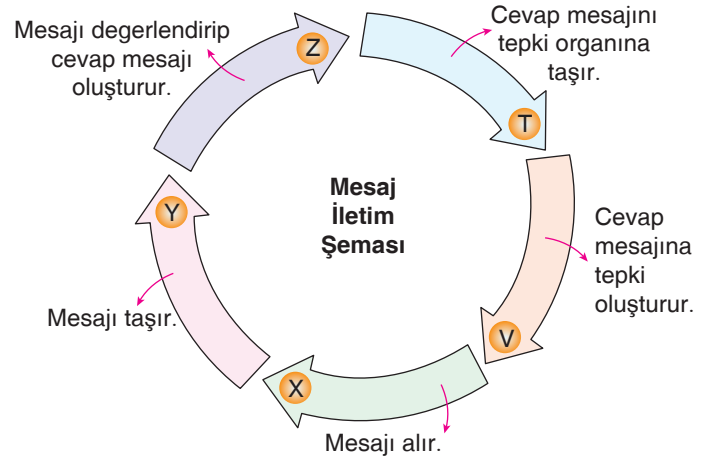 Mesajı degerlendirip
cevap mesajı
oluşturur.
Z
Cevap mesajını
tepki organına
taşır.
T
Mesaj
İletim
Şeması
Y
Cevap
mesajına
tepki
oluşturur.
Mesajı taşır.
V
X
Mesajı alır.